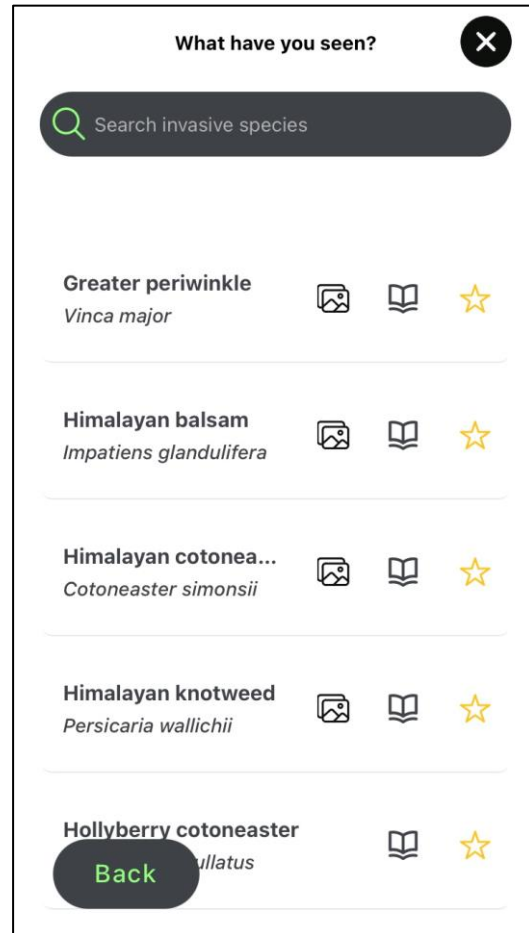 What have you seen?
Search invasive species
Greater periwinkle
Vinca major
Himalayan balsam
Impatiens glandulifera
Himalayan cotonea...
Cotoneaster simonsii
Himalayan knotweed
Persicaria wallichii
Hollyberry cotoneaster
ullatus
Back